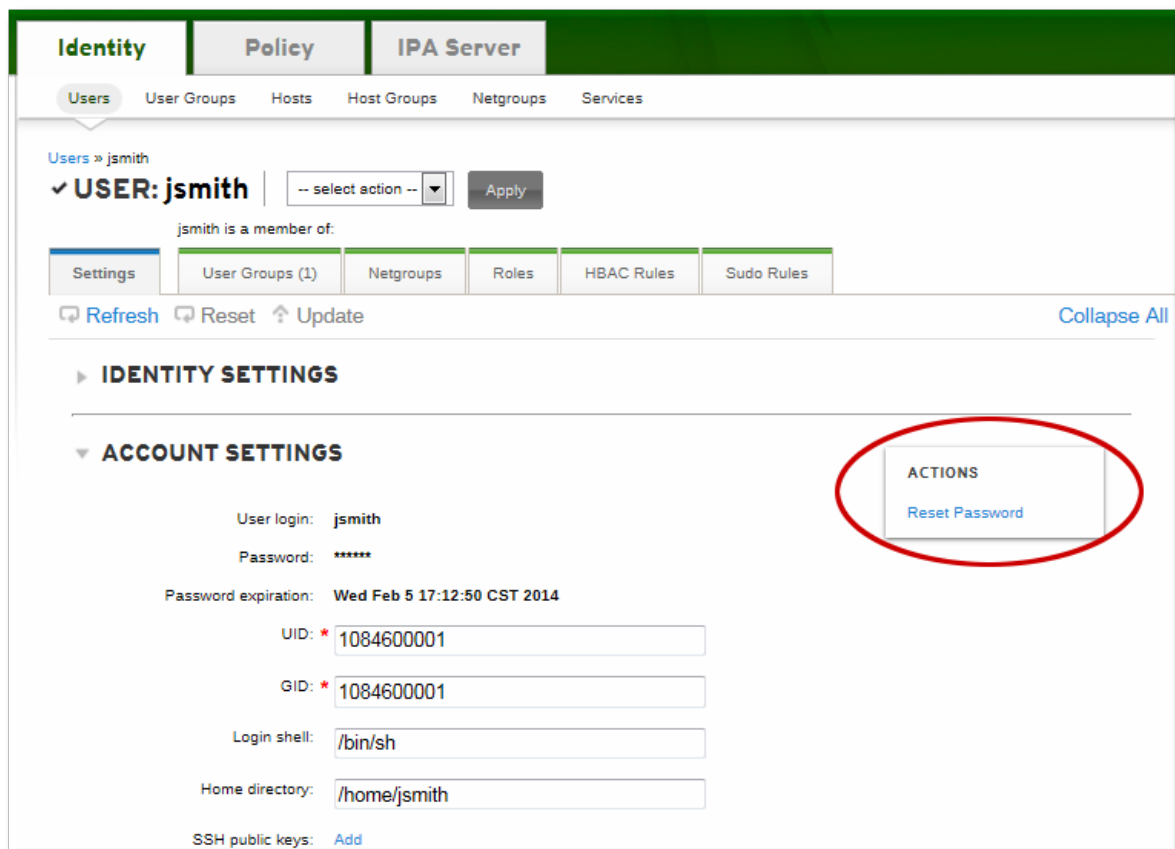 Identity Policy IPA Server
Users User Groups Hosts Host Groups Netgroups Services
Users » jsmith
USER: jsmith -- select action -- Apply
jsmith is a member of:
Settings User Groups (1) Netgroups Roles HBAC Rules Sudo Rules
Refresh Reset Update Collapse All
IDENTITY SETTINGS
ACCOUNT SETTINGS
ACTIONS
Reset Password
User login: jsmith
Password: ******
Password expiration: Wed Feb 5 17:12:50 CST 2014
UID: * 1084600001
GID: * 1084600001
Login shell: /bin/sh
Home directory: /home/jsmith
SSH public keys: Add